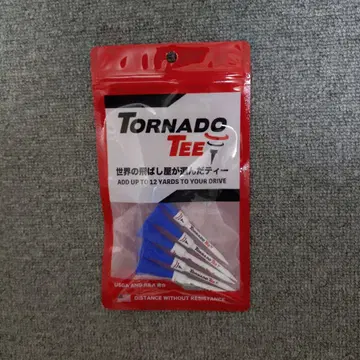 TORNADO
TEE
世界の飛ばし屋が選んだティー
ADD UP TO 12 YARDS TO YOUR DRIVE
DISTANCE WITHOUT RESISTANCE